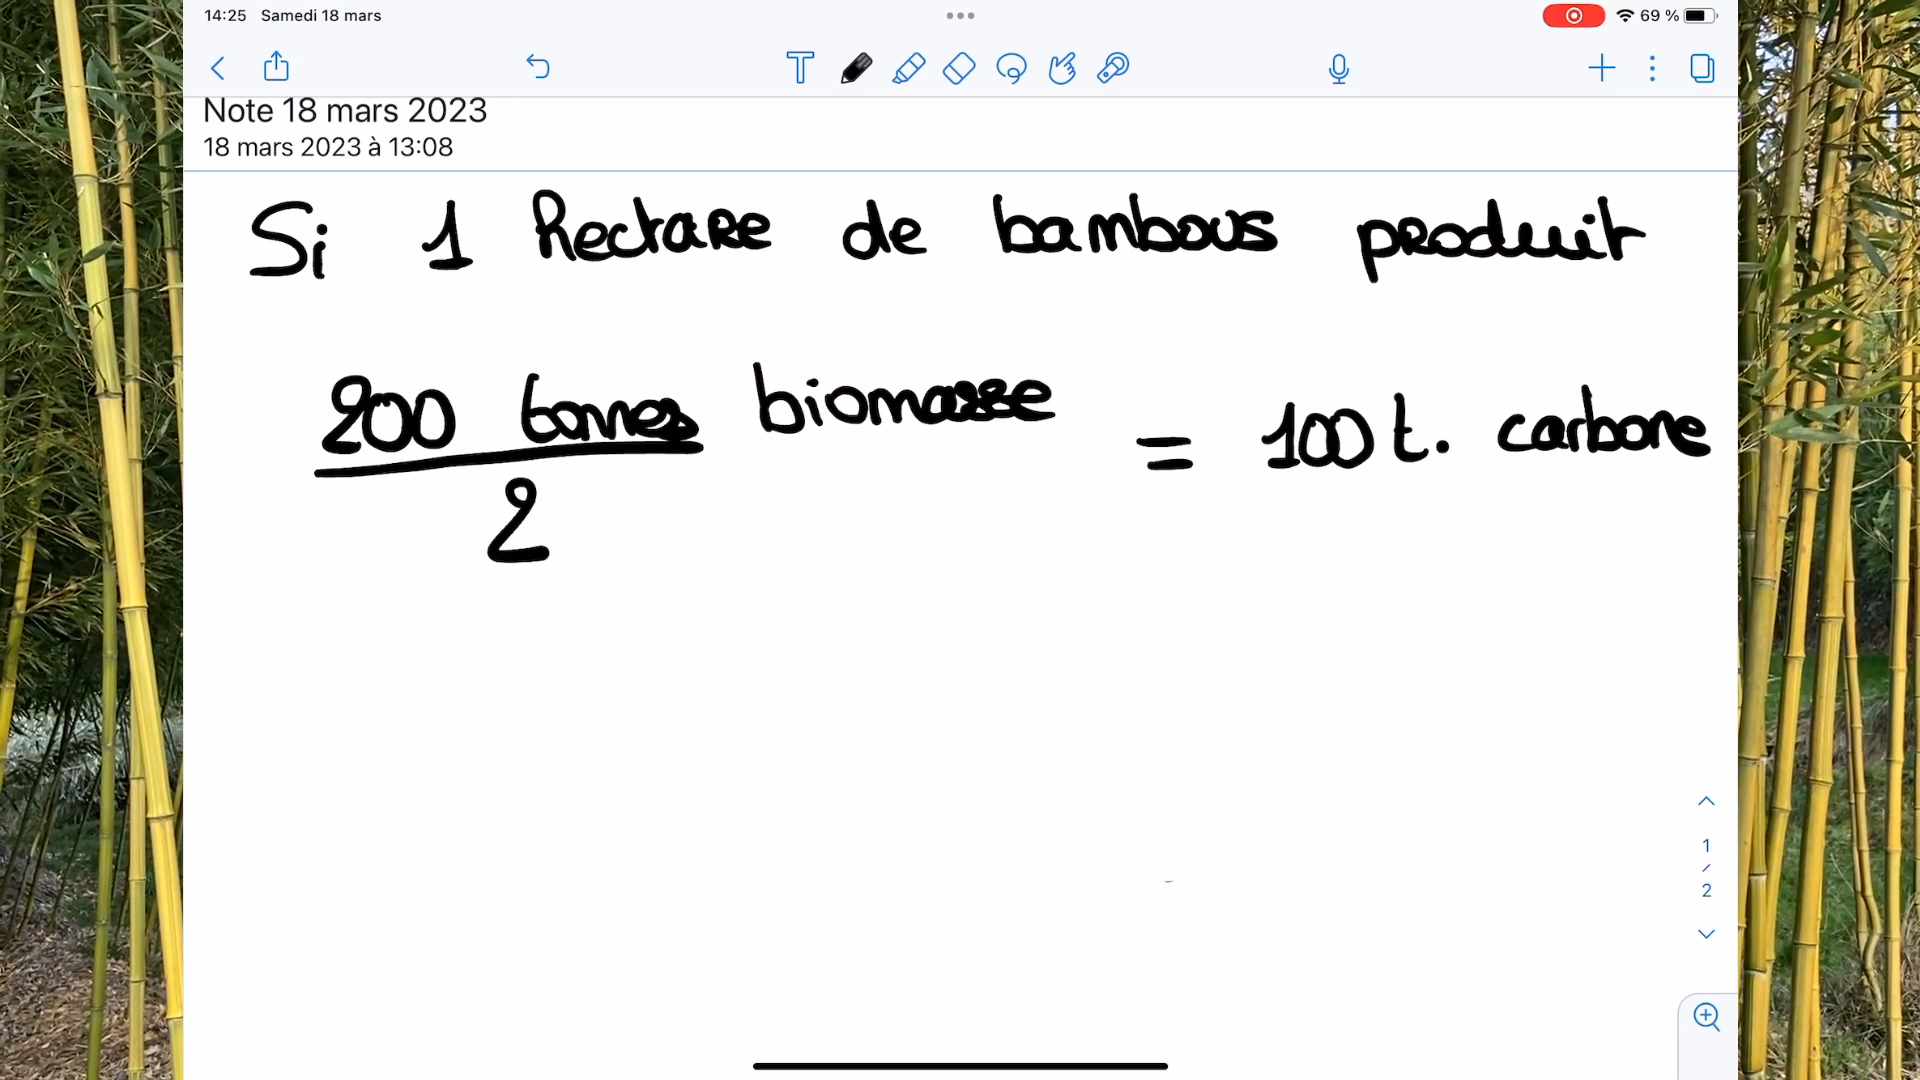 14:25 Samedi 18 mars
69 %
Note 18 mars 2023
18 mars 2023 à 13:08
Si 1 hectare de bambous produit
200 tonnes biomasse = 100 t. carbone
2
1
/
2